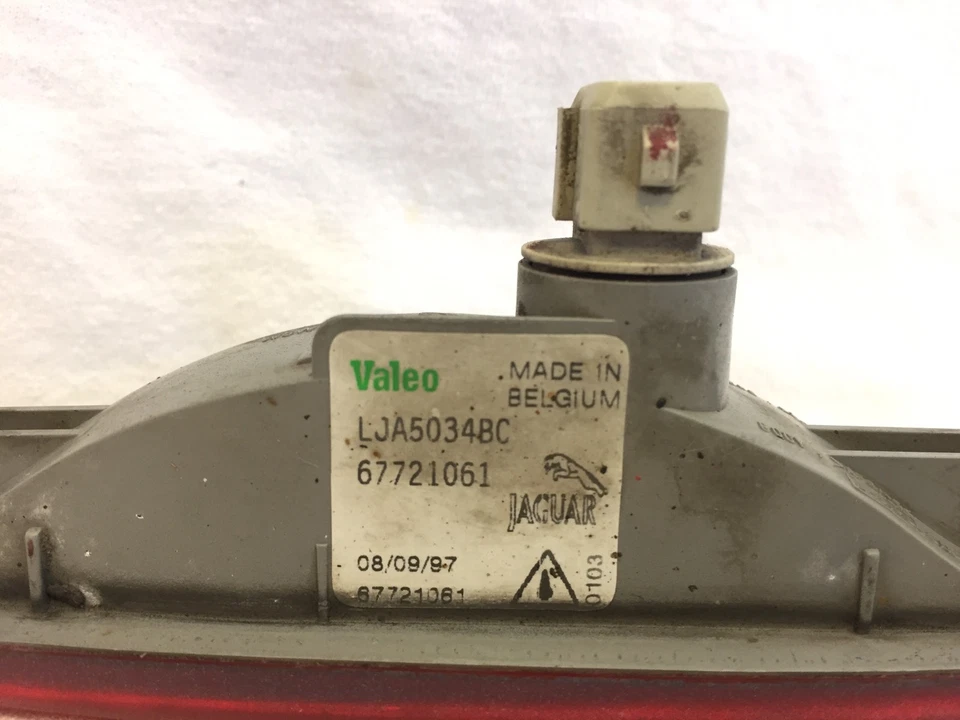 Valeo
MADE IN
BELGIUM
LJA5034BC
67721061
JAGUAR
08/09/97
67721061
0103